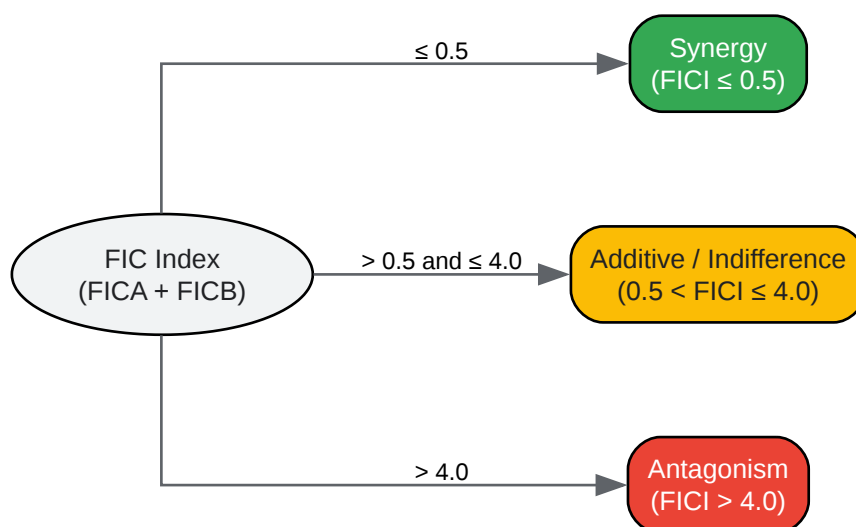 ≤ 0.5
Synergy
(FICI ≤ 0.5)
FIC Index
(FICA + FICB)
> 0.5 and ≤ 4.0
Additive / Indifference
(0.5 < FICI ≤ 4.0)
> 4.0
Antagonism
(FICI > 4.0)